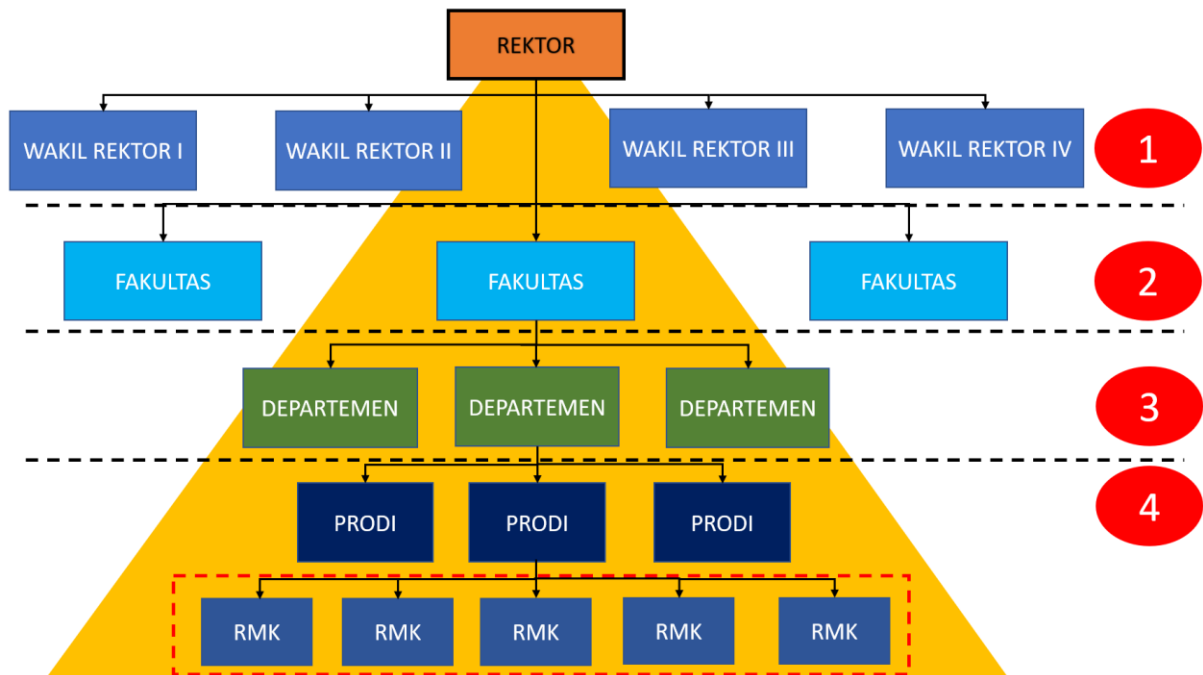 REKTOR
WAKIL REKTOR I
WAKIL REKTOR II
WAKIL REKTOR III
WAKIL REKTOR IV
1
FAKULTAS
FAKULTAS
FAKULTAS
2
DEPARTEMEN
DEPARTEMEN
DEPARTEMEN
3
PRODI
PRODI
PRODI
4
RMK
RMK
RMK
RMK
RMK